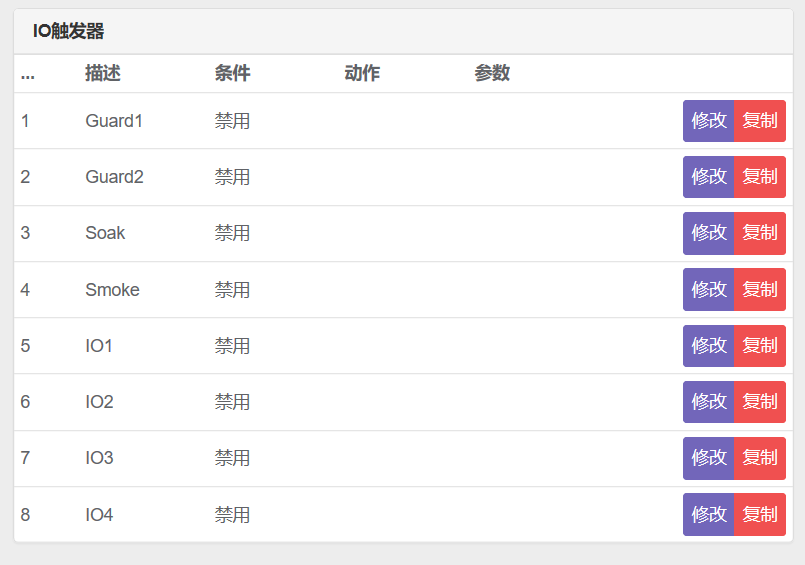 IO触发器
... 描述 条件 动作 参数
1 Guard1 禁用 修改 复制
2 Guard2 禁用 修改 复制
3 Soak 禁用 修改 复制
4 Smoke 禁用 修改 复制
5 IO1 禁用 修改 复制
6 IO2 禁用 修改 复制
7 IO3 禁用 修改 复制
8 IO4 禁用 修改 复制